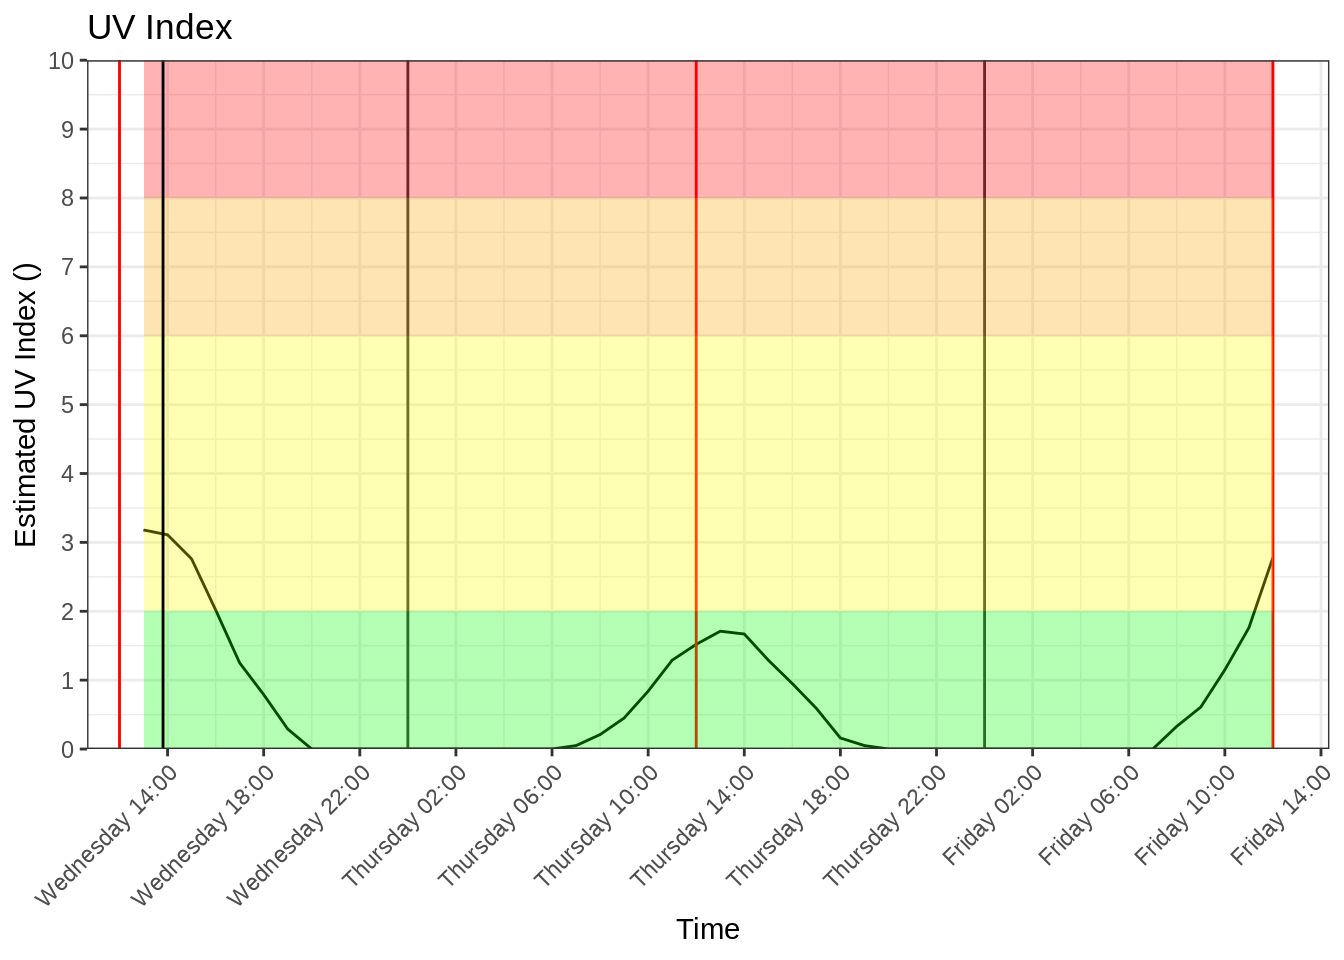 UV Index
10
9
8
7
6
5
4
3
2
1
0
Estimated UV Index ()
Wednesday 14:00
Wednesday 18:00
Wednesday 22:00
Thursday 02:00
Thursday 06:00
Thursday 10:00
Thursday 14:00
Thursday 18:00
Thursday 22:00
Friday 02:00
Friday 06:00
Friday 10:00
Friday 14:00
Time